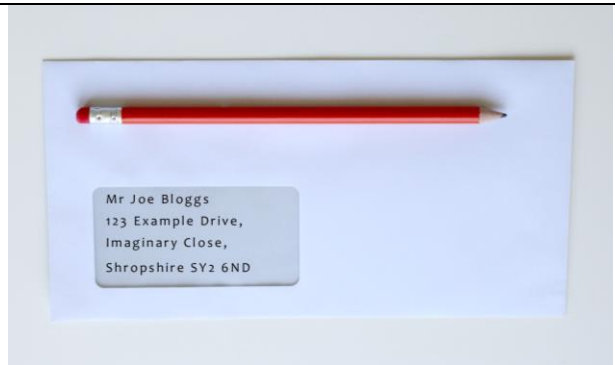 Mr Joe Bloggs
123 Example Drive,
Imaginary Close,
Shropshire SY2 6ND